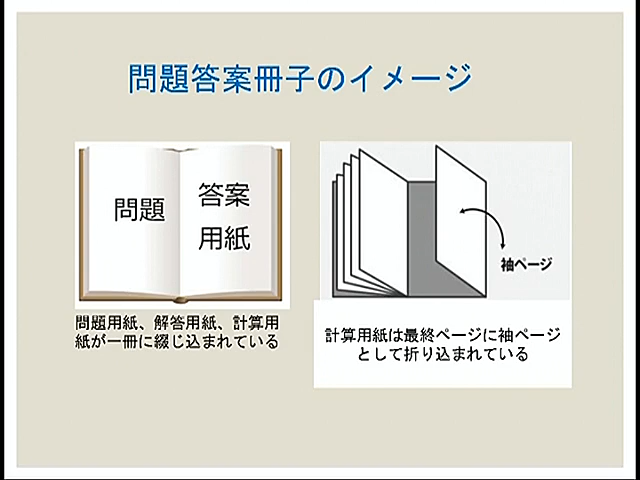 問題答案冊子のイメージ
問題
答案
用紙
袖ページ
問題用紙、解答用紙、計算用
紙が一冊に綴じ込まれている
計算用紙は最終ページに袖ページ
として折り込まれている